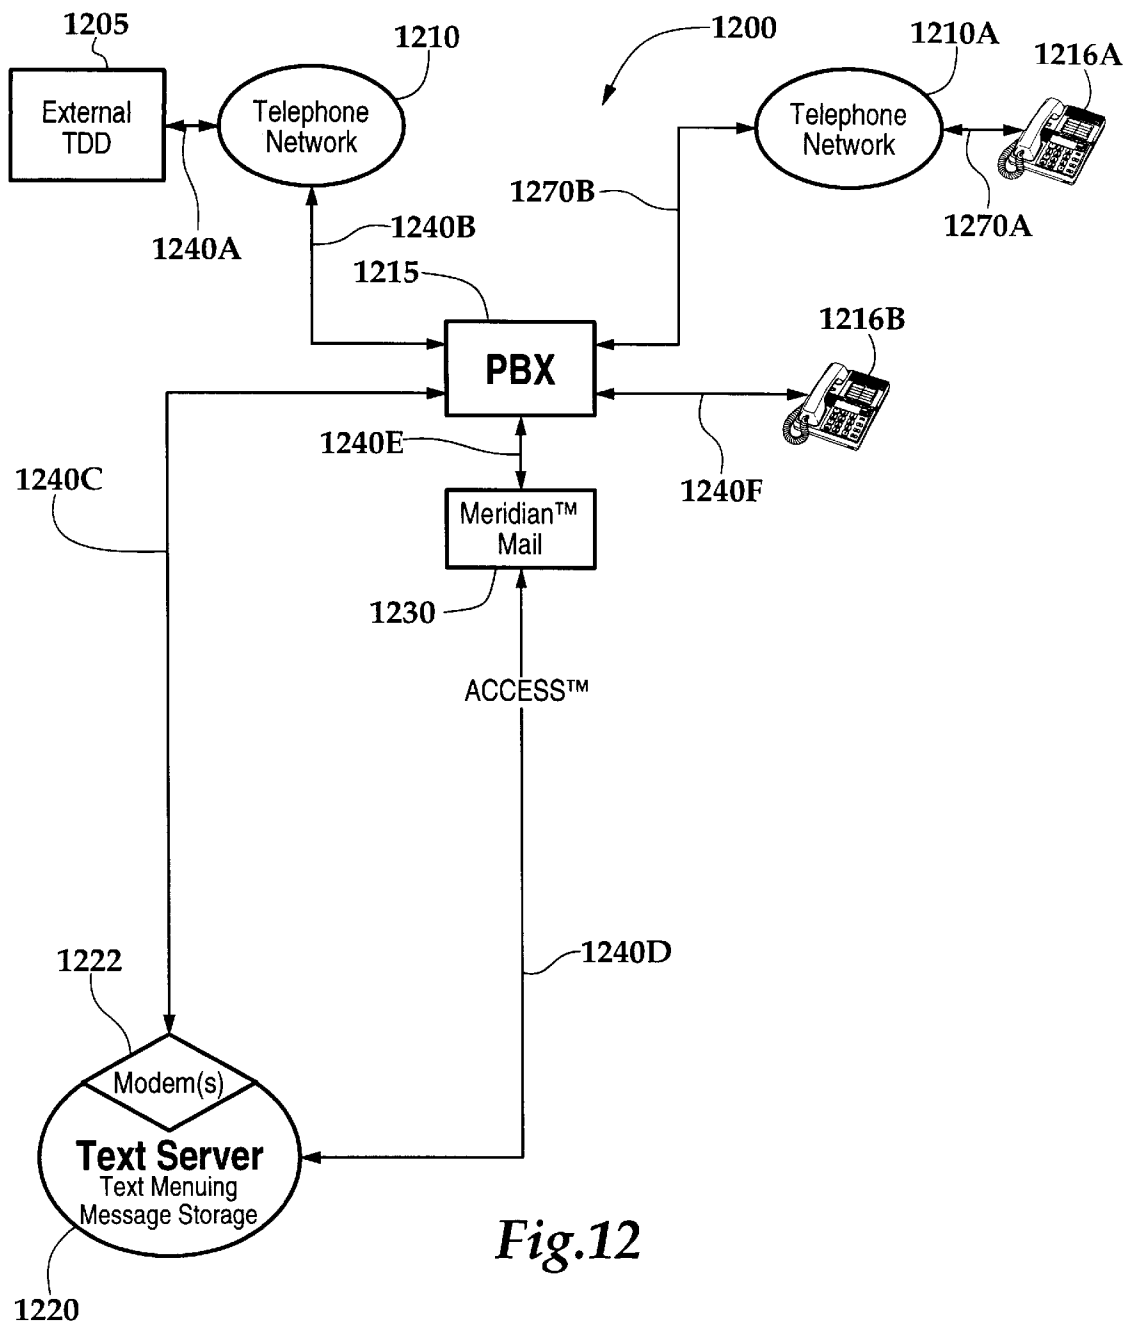 1205
1210
1200
1210A
1216A
External
TDD
Telephone
Network
Telephone
Network
1240A
1240B
1270B
1270A
1215
1216B
PBX
1240E
1240C
1240F
Meridian™
Mail
1230
ACCESS™
1222
1240D
Modem(s)
Text Server
Text Menuing
Message Storage
Fig.12
1220